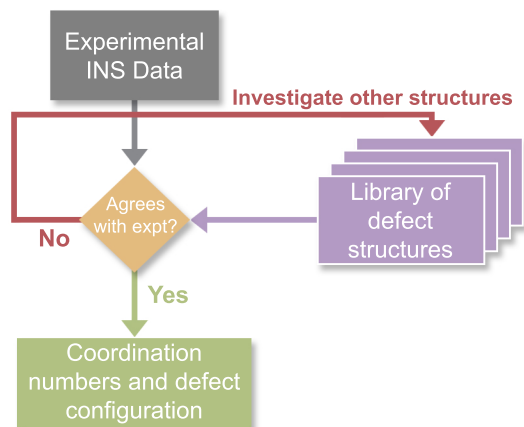 Experimental
INS Data
Investigate other structures
Library of
defect
structures
Agrees
with expt?
No
Yes
Coordination
numbers and defect
configuration